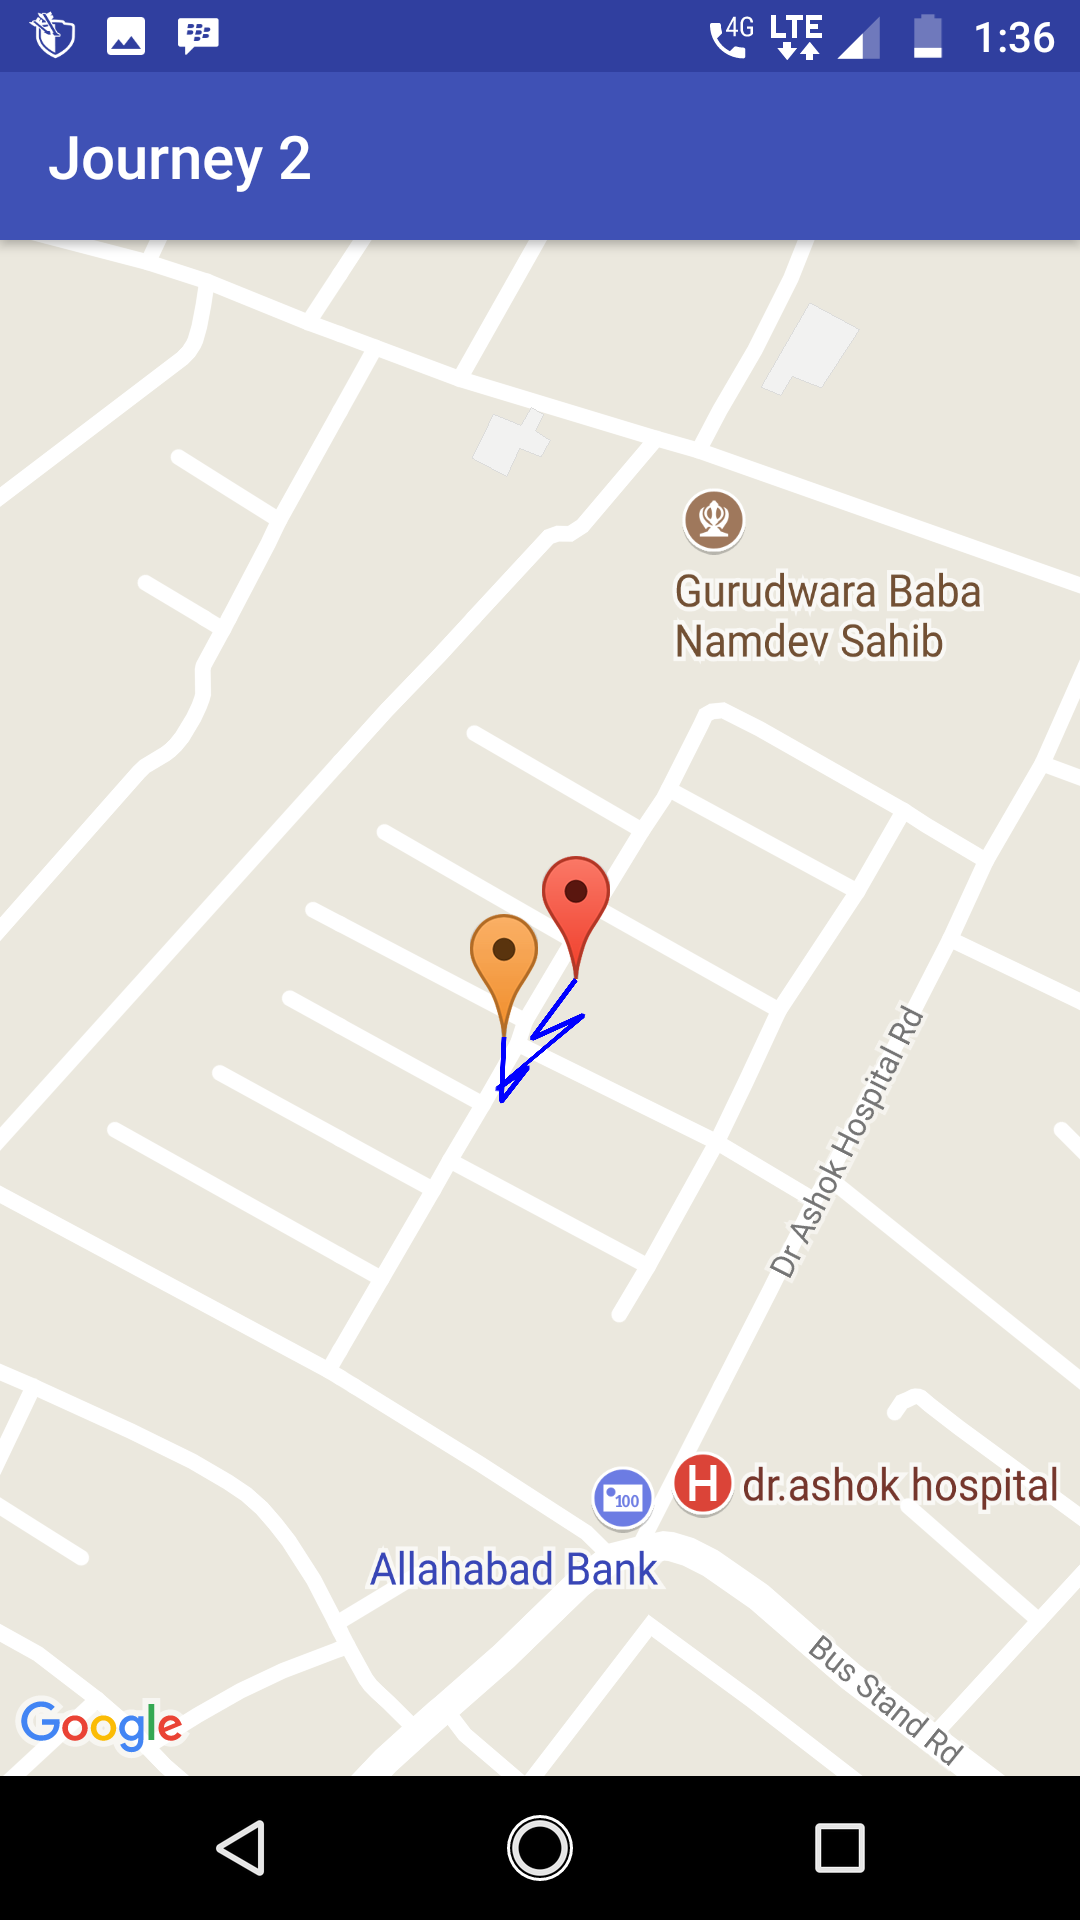 4G LTE 1:36
Journey 2
Gurudwara Baba
Namdev Sahib
Dr Ashok Hospital Rd
H dr.ashok hospital
100
Allahabad Bank
Bus Stand Rd
Google